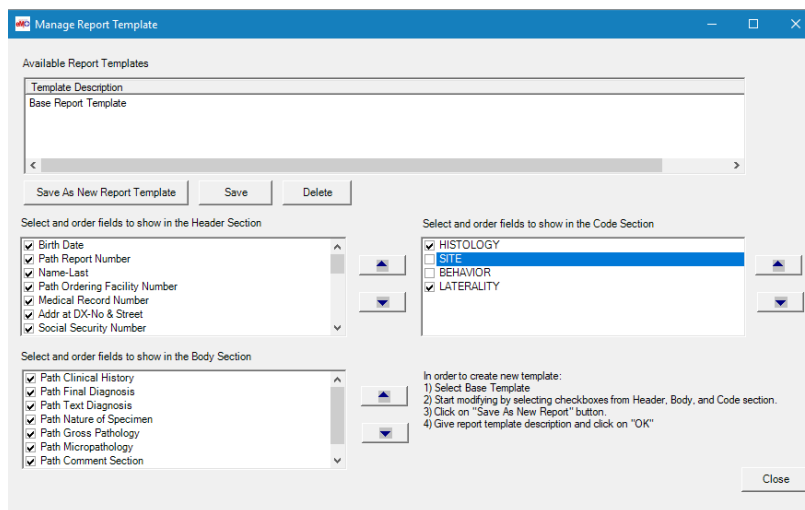 eMQ Manage Report Template
Available Report Templates
Template Description
Base Report Template
Save As New Report Template Save Delete
Select and order fields to show in the Header Section
Birth Date
Path Report Number
Name-Last
Path Ordering Facility Number
Medical Record Number
Addr at DX-No & Street
Social Security Number
Select and order fields to show in the Code Section
HISTOLOGY
SITE
BEHAVIOR
LATERALITY
Select and order fields to show in the Body Section
Path Clinical History
Path Final Diagnosis
Path Text Diagnosis
Path Nature of Specimen
Path Gross Pathology
Path Micropathology
Path Comment Section
In order to create new template:
1) Select Base Template
2) Start modifying by selecting checkboxes from Header, Body, and Code section.
3) Click on "Save As New Report" button.
4) Give report template description and click on "OK"
Close